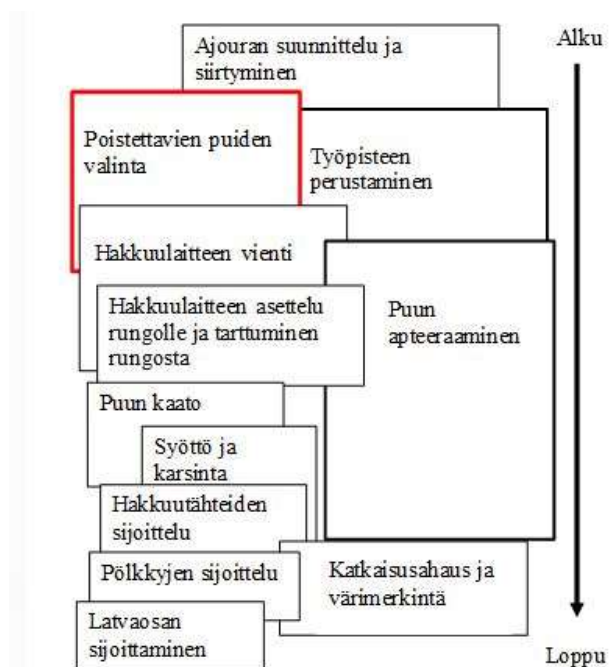 Ajouran suunnittelu ja
siirtyminen
Alku
Poistettavien puiden
valinta
Työpisteen
perustaminen
Hakkuulaitteen vienti
Hakkuulaitteen asettelu
rungolle ja tarttuminen
rungosta
Puun
apteeraaminen
Puun kaato
Syöttö ja
karsinta
Hakkuutähteiden
sijoittelu
Pölkkyjen sijoittelu
Katkaisusahaus ja
värimerkintä
Latvaosan
sijoittaminen
Loppu